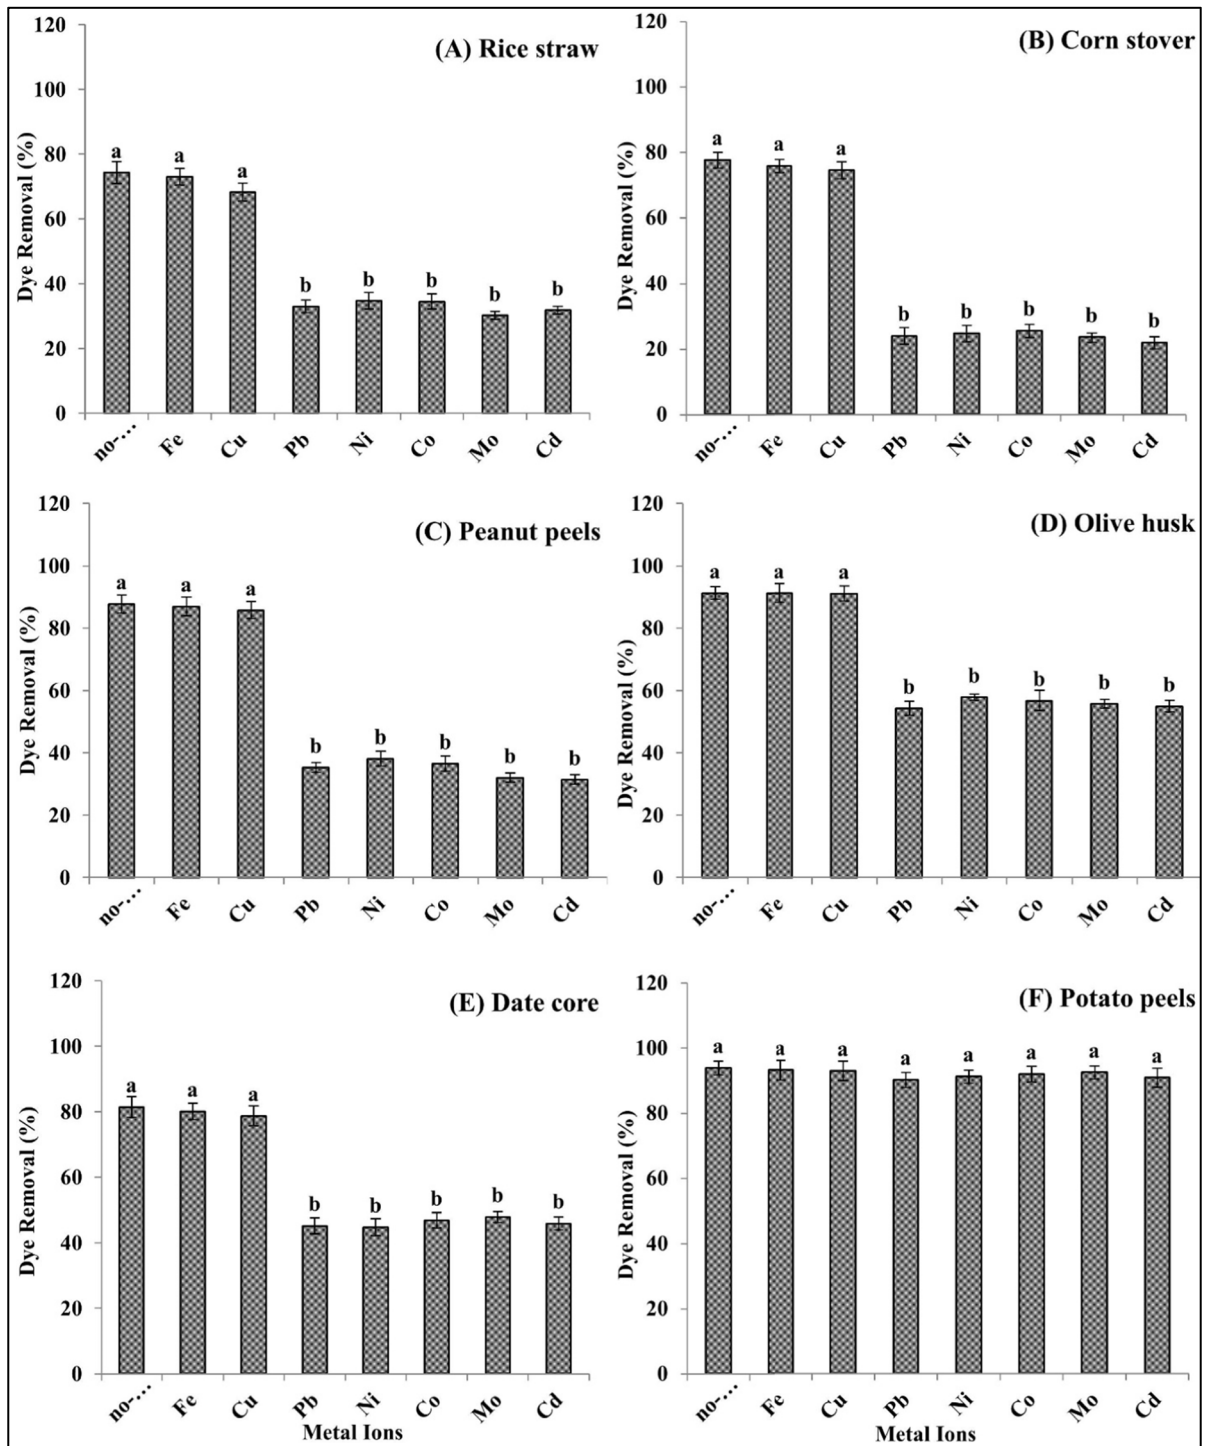 (A) Rice straw
Dye Removal (%)
120
100
80
60
40
20
0
a a a b b b b b
no-... Fe Cu Pb Ni Co Mo Cd
(B) Corn stover
Dye Removal (%)
120
100
80
60
40
20
0
a a a b b b b b
no-... Fe Cu Pb Ni Co Mo Cd
(C) Peanut peels
Dye Removal (%)
120
100
80
60
40
20
0
a a a b b b b b
no-... Fe Cu Pb Ni Co Mo Cd
(D) Olive husk
Dye Removal (%)
120
100
80
60
40
20
0
a a a b b b b b
no-... Fe Cu Pb Ni Co Mo Cd
(E) Date core
Dye Removal (%)
120
100
80
60
40
20
0
a a a b b b b b
no-... Fe Cu Pb Ni Co Mo Cd
Metal Ions
(F) Potato peels
Dye Removal (%)
120
100
80
60
40
20
0
a a a a a a a a
no-... Fe Cu Pb Ni Co Mo Cd
Metal Ions